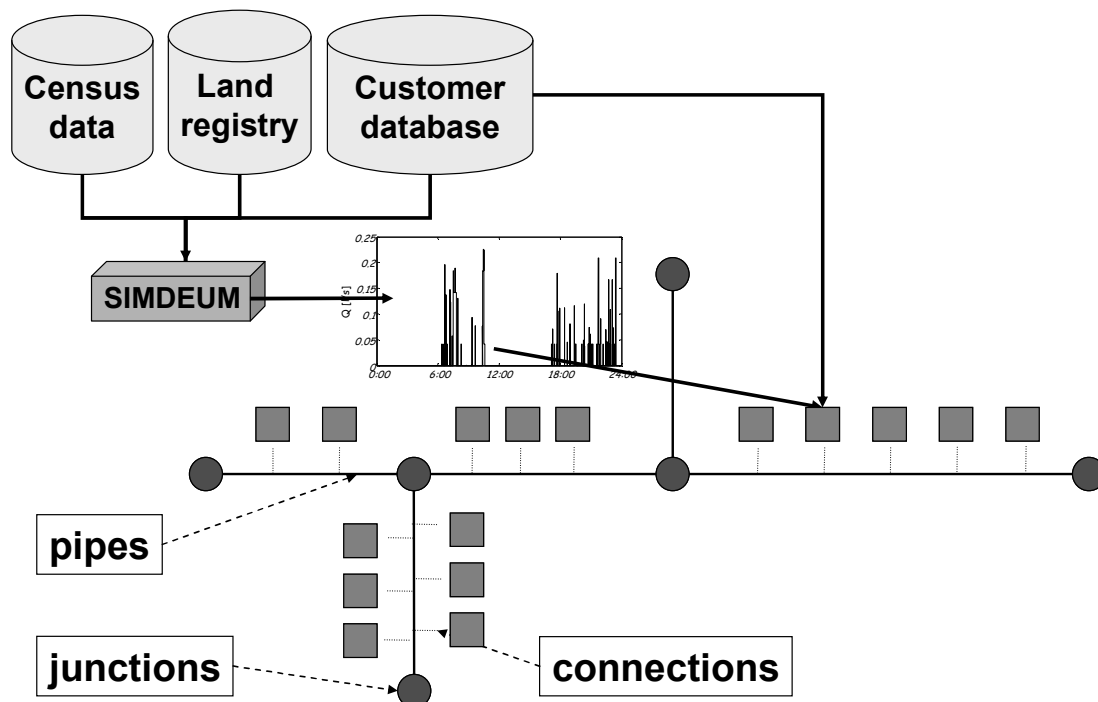 Census
data
Land
registry
Customer
database
SIMDEUM
Q [l/s]
0.25
0.2
0.15
0.1
0.05
0
0:00
6:00
12:00
18:00
24:00
pipes
junctions
connections